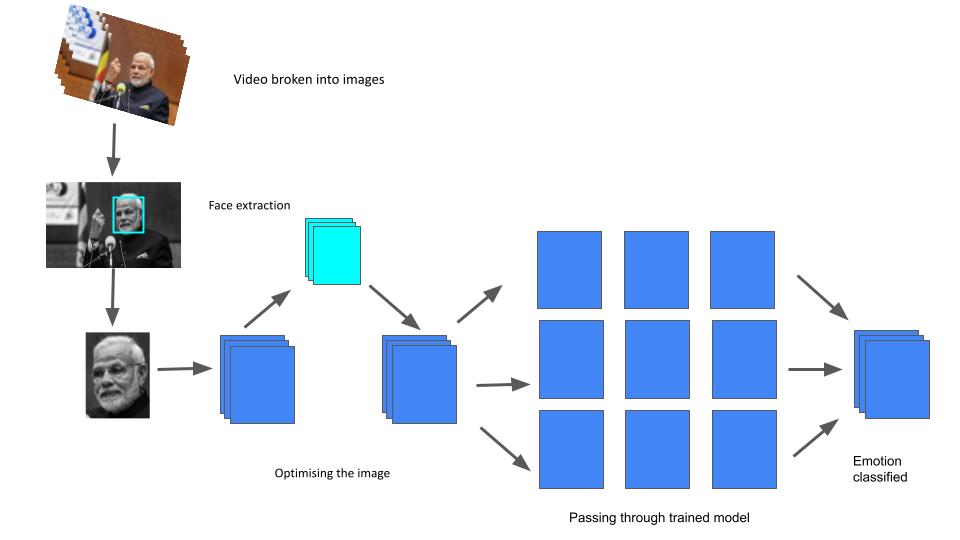 Video broken into images
Face extraction
Optimising the image
Passing through trained model
Emotion
classified